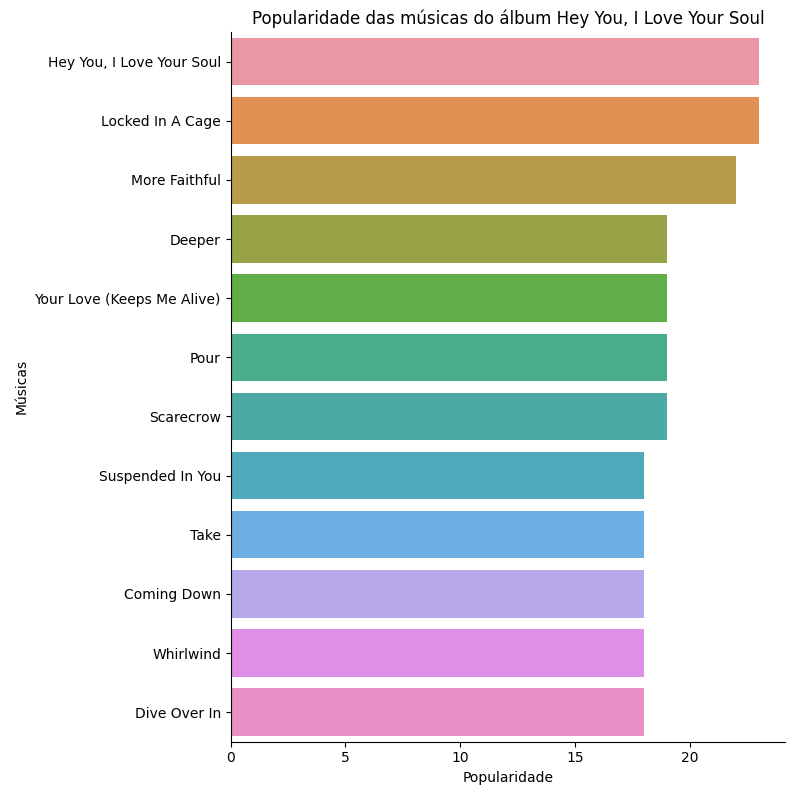 Popularidade das músicas do álbum Hey You, I Love Your Soul
Hey You, I Love Your Soul
Locked In A Cage
More Faithful
Deeper
Your Love (Keeps Me Alive)
Pour
Scarecrow
Suspended In You
Take
Coming Down
Whirlwind
Dive Over In
Músicas
0 5 10 15 20
Popularidade